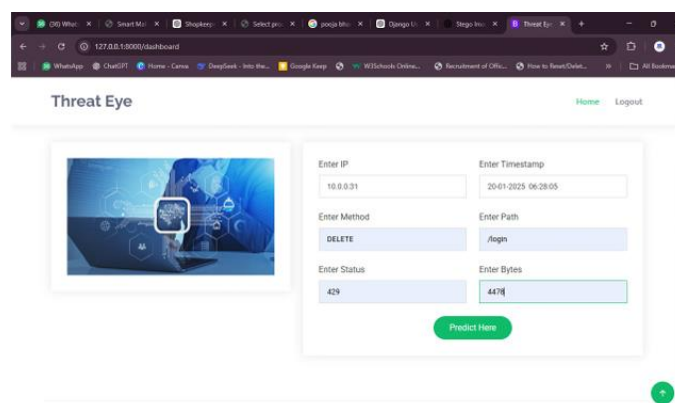 (36) What:
Smart Mal
Shopkeep
Select pro
pooja bho
Django U
Stego Ima
Threat Eye
127.0.0.1:8000/dashboard
WhatsApp ChatGPT Home - Canva DeepSeek - Into the... Google Keep W3Schools Online... Recruitment of Offic... How to Reset/Delet... All Bookma
Threat Eye
Home Logout
Enter IP Enter Timestamp
10.0.0.31 20-01-2025 06:28:05
Enter Method Enter Path
DELETE /login
Enter Status Enter Bytes
429 4478
Predict Here